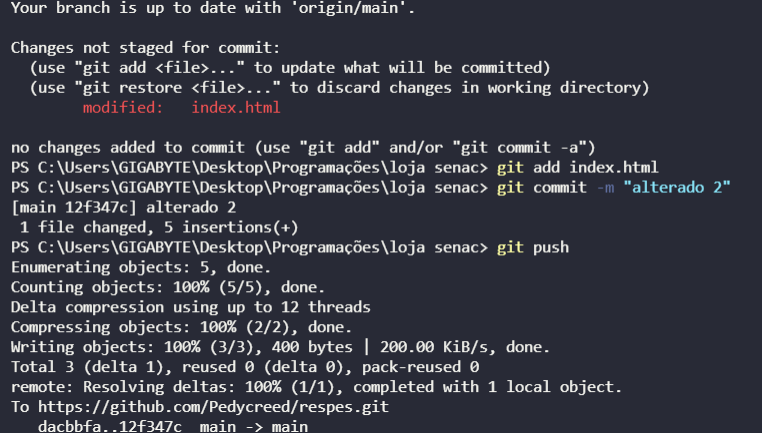 Your branch is up to date with 'origin/main'.
Changes not staged for commit:
(use "git add <file>..." to update what will be committed)
(use "git restore <file>..." to discard changes in working directory)
modified: index.html
no changes added to commit (use "git add" and/or "git commit -a")
PS C:\Users\GIGABYTE\Desktop\Programações\loja senac> git add index.html
PS C:\Users\GIGABYTE\Desktop\Programações\loja senac> git commit -m "alterado 2"
[main 12f347c] alterado 2
1 file changed, 5 insertions(+)
PS C:\Users\GIGABYTE\Desktop\Programações\loja senac> git push
Enumerating objects: 5, done.
Counting objects: 100% (5/5), done.
Delta compression using up to 12 threads
Compressing objects: 100% (2/2), done.
Writing objects: 100% (3/3), 400 bytes | 200.00 KiB/s, done.
Total 3 (delta 1), reused 0 (delta 0), pack-reused 0
remote: Resolving deltas: 100% (1/1), completed with 1 local object.
To https://github.com/Pedycreed/respes.git
dacbbfa..12f347c main -> main